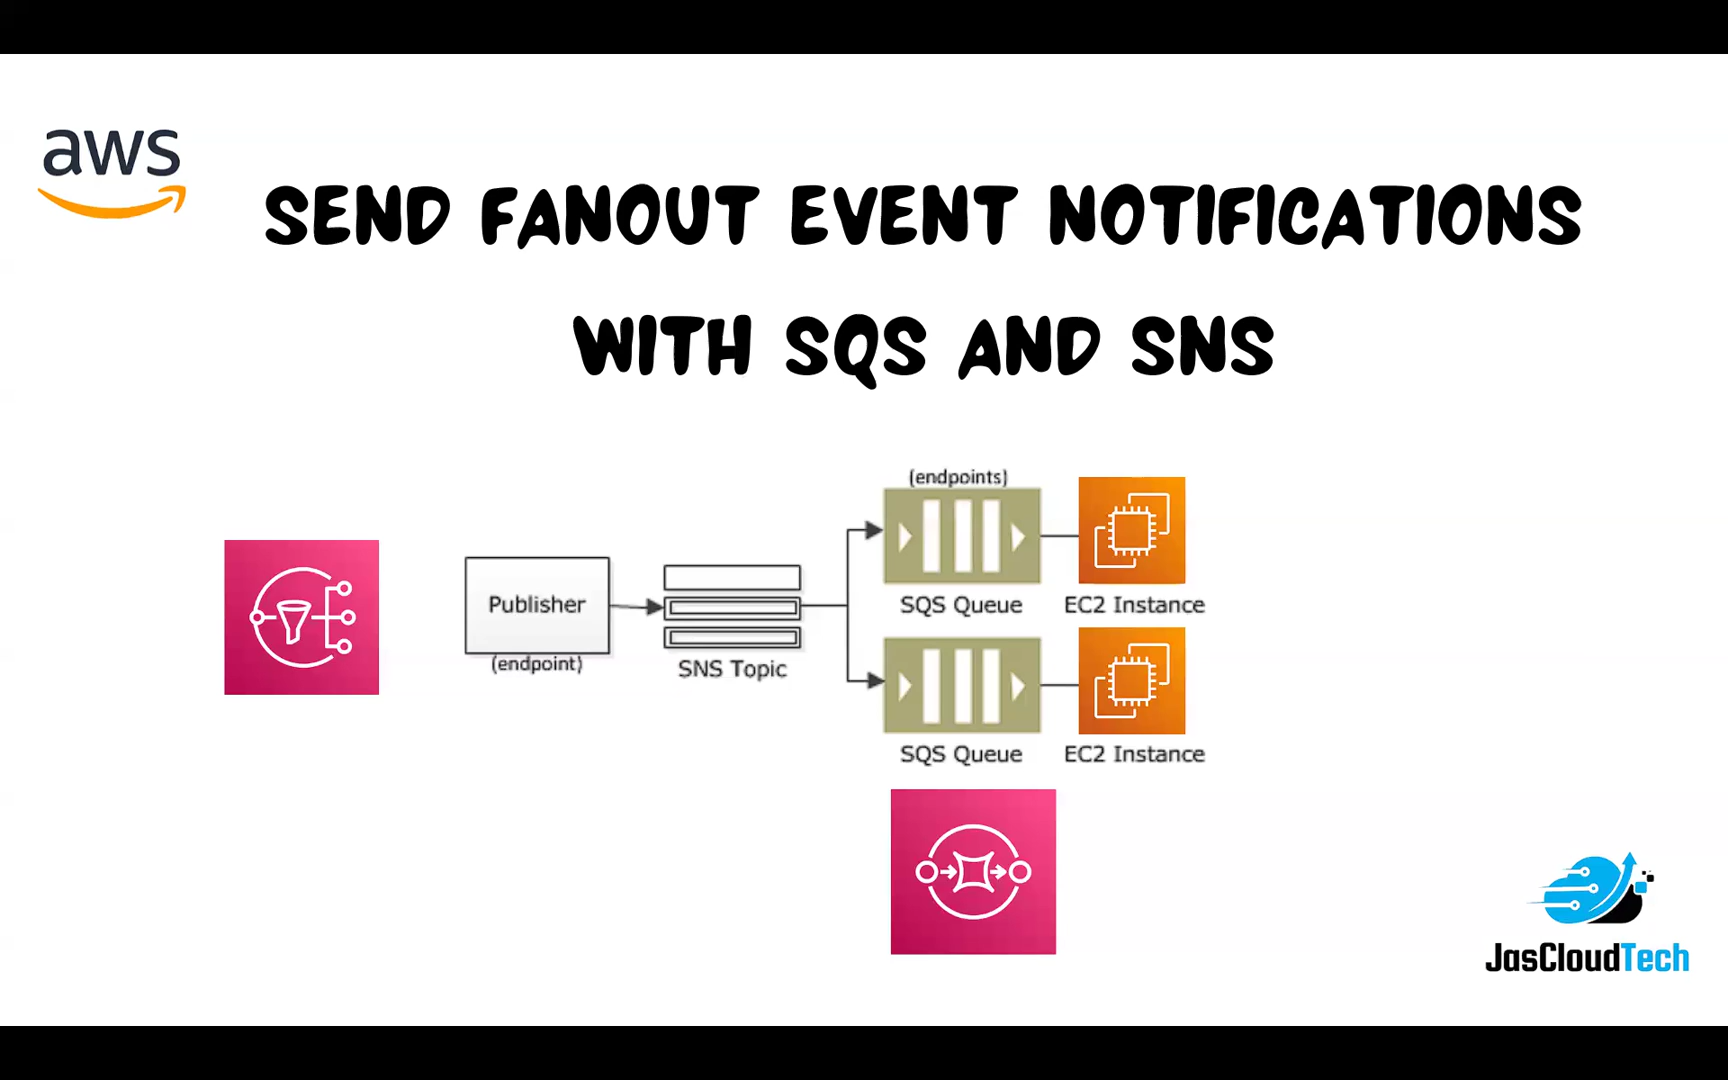 aws
SEND FANOUT EVENT NOTIFICATIONS
WITH SQS AND SNS
(endpoints)
Publisher
(endpoint)
SNS Topic
SQS Queue
EC2 Instance
SQS Queue
EC2 Instance
JasCloudTech